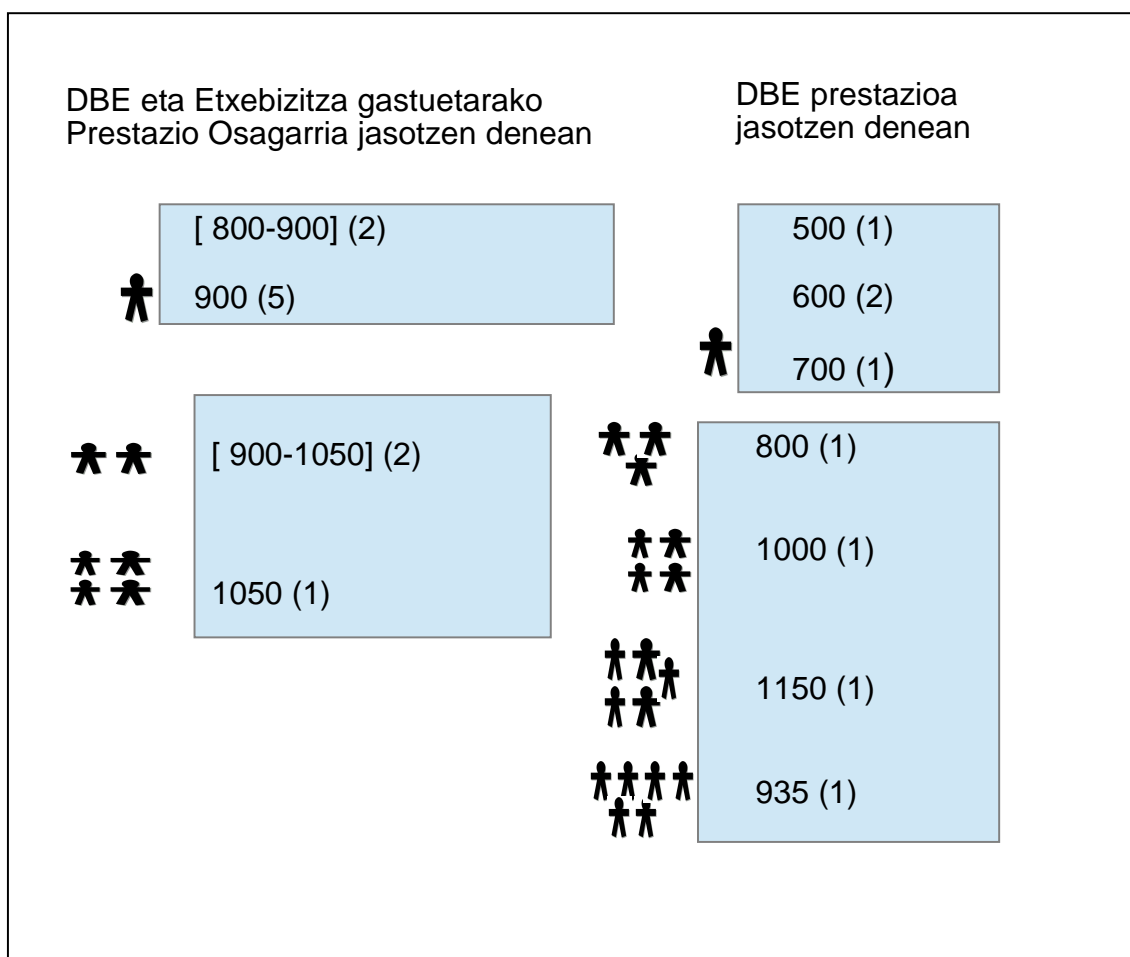 DBE eta Etxebizitza gastuetarako
Prestazio Osagarria jasotzen denean
[ 800-900] (2)
900 (5)
[ 900-1050] (2)
1050 (1)
DBE prestazioa
jasotzen denean
500 (1)
600 (2)
700 (1)
800 (1)
1000 (1)
1150 (1)
935 (1)